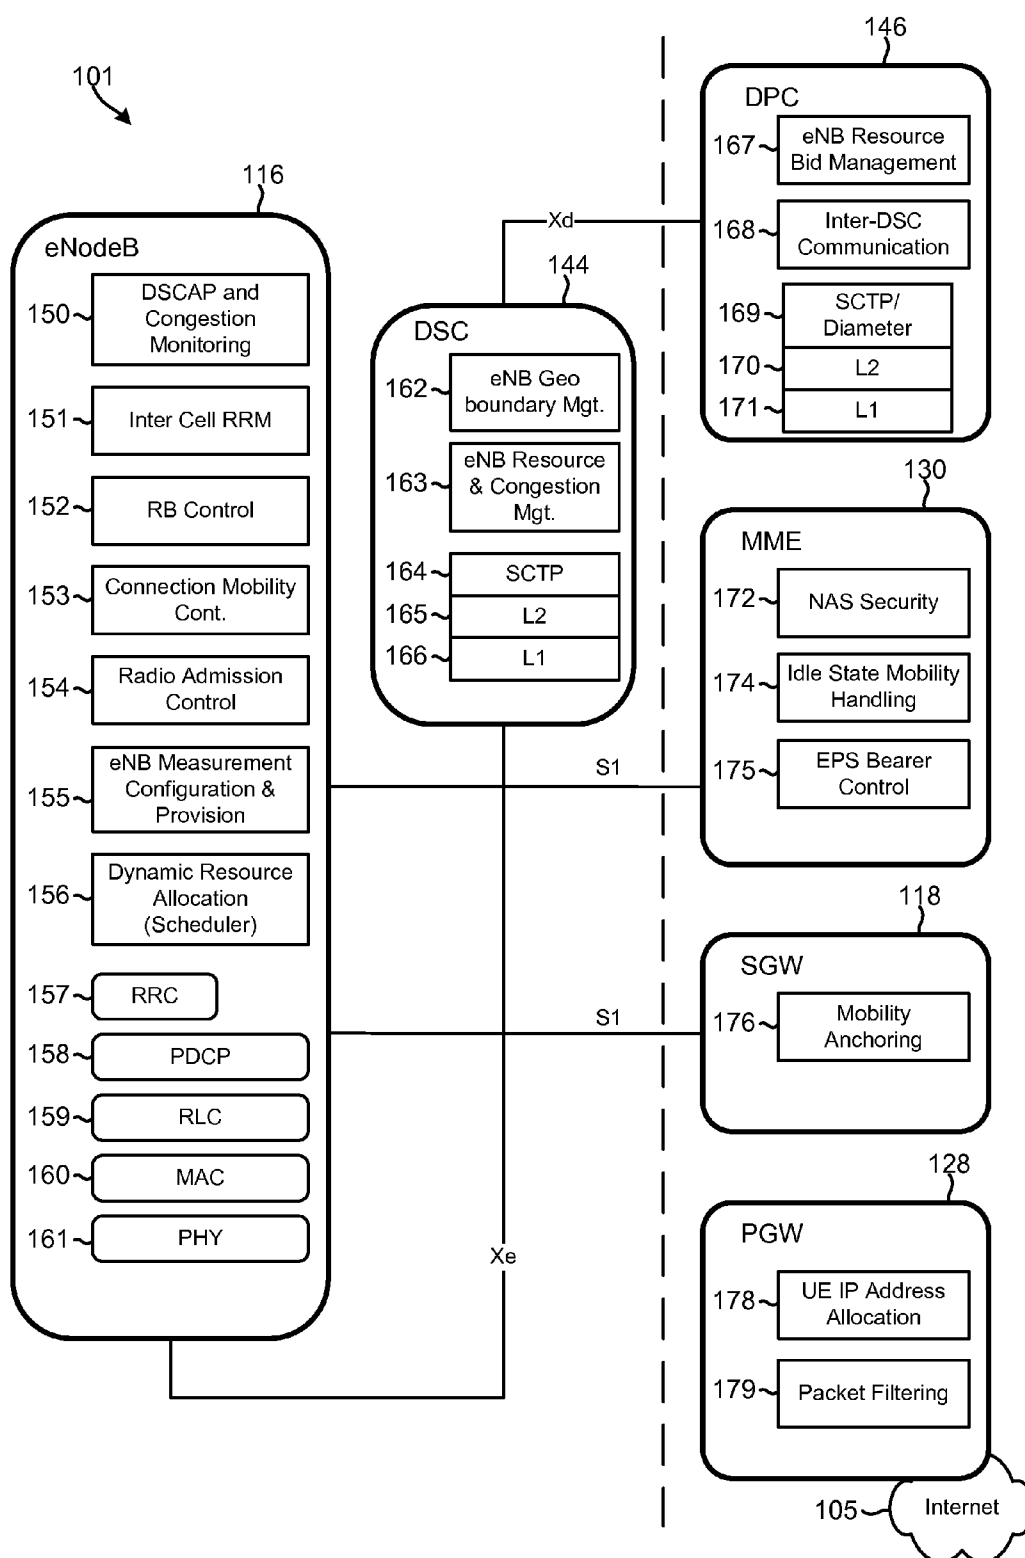 101
116
eNodeB
150
DSCAP and
Congestion
Monitoring
151
Inter Cell RRM
152
RB Control
153
Connection Mobility
Cont.
154
Radio Admission
Control
155
eNB Measurement
Configuration &
Provision
156
Dynamic Resource
Allocation
(Scheduler)
157
RRC
158
PDCP
159
RLC
160
MAC
161
PHY
Xd
144
DSC
162
eNB Geo
boundary Mgt.
163
eNB Resource
& Congestion
Mgt.
164
SCTP
165
L2
166
L1
S1
S1
Xe
146
DPC
167
eNB Resource
Bid Management
168
Inter-DSC
Communication
169
SCTP/
Diameter
170
L2
171
L1
130
MME
172
NAS Security
174
Idle State Mobility
Handling
175
EPS Bearer
Control
118
SGW
176
Mobility
Anchoring
128
PGW
178
UE IP Address
Allocation
179
Packet Filtering
105
Internet